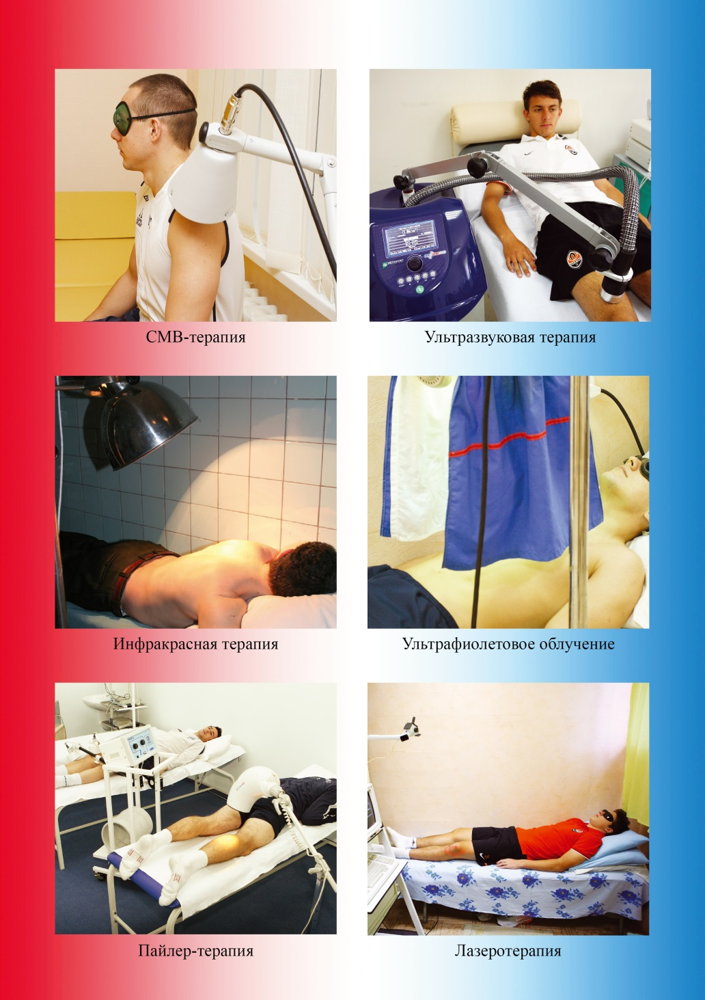 СМВ-терапия
Ультразвуковая терапия
Инфракрасная терапия
Ультрафиолетовое облучение
Пайлер-терапия
Лазеротерапия